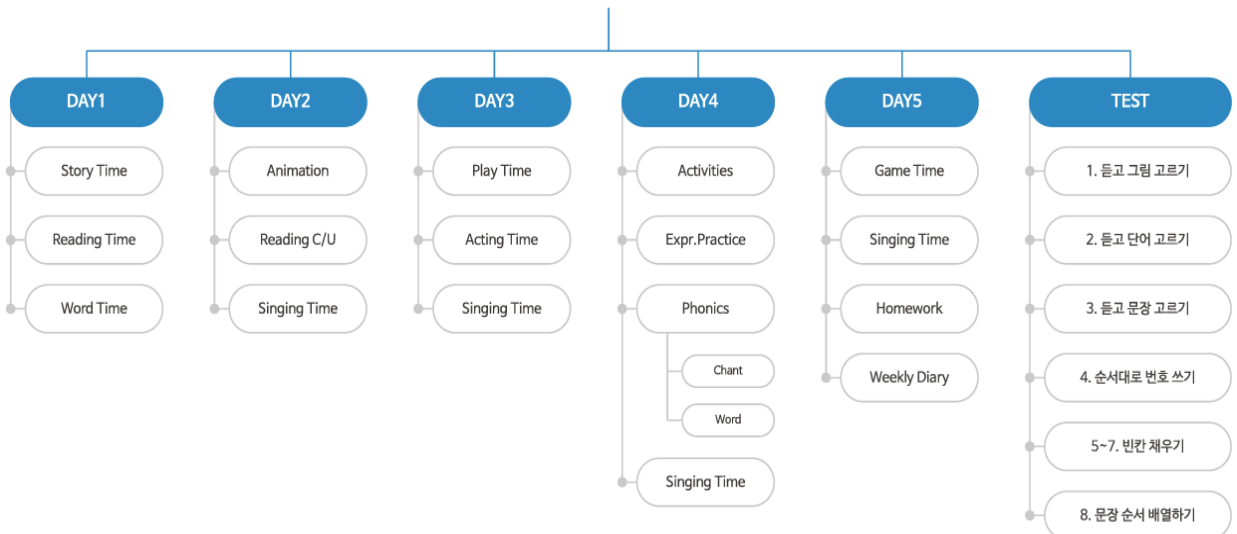 DAY1
Story Time
Reading Time
Word Time
DAY2
Animation
Reading C/U
Singing Time
DAY3
Play Time
Acting Time
Singing Time
DAY4
Activities
Expr.Practice
Phonics
Chant
Word
Singing Time
DAY5
Game Time
Singing Time
Homework
Weekly Diary
TEST
1. 듣고 그림 고르기
2. 듣고 단어 고르기
3. 듣고 문장 고르기
4. 순서대로 번호 쓰기
5~7. 빈칸 채우기
8. 문장 순서 배열하기